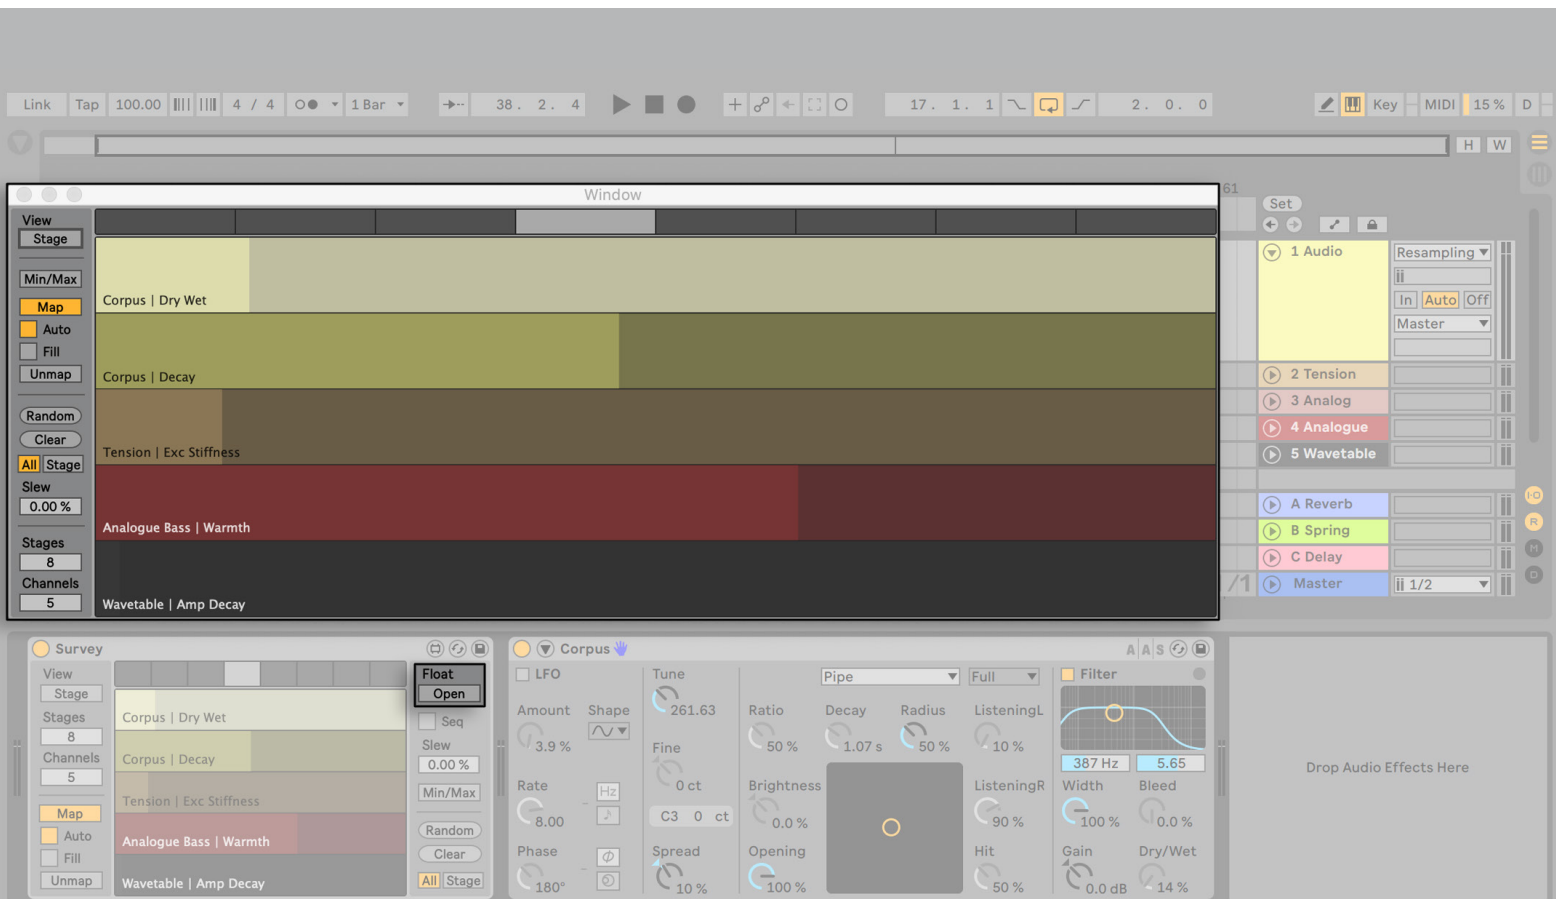 Link Tap 100.00 4 / 4 1 Bar 38. 2. 4 17. 1. 1 2. 0. 0 Key MIDI 15 % D
H W
Window
61
View
Stage
Min/Max
Map
Auto
Fill
Unmap
Random
Clear
All Stage
Slew
0.00 %
Stages
8
Channels
5
Corpus | Dry Wet
Corpus | Decay
Tension | Exc Stiffness
Analogue Bass | Warmth
Wavetable | Amp Decay
Set
1 Audio Resampling
In Auto Off
Master
2 Tension
3 Analog
4 Analogue
5 Wavetable
A Reverb
B Spring
C Delay
/1 Master 1/2
I-O
R
M
D
Survey
View
Stage
Stages
8
Channels
5
Map
Auto
Fill
Unmap
Corpus | Dry Wet
Corpus | Decay
Tension | Exc Stiffness
Analogue Bass | Warmth
Wavetable | Amp Decay
Float
Open
Seq
Slew
0.00 %
Min/Max
Random
Clear
All Stage
Corpus A A S
LFO
Amount Shape
3.9 %
Rate Hz
8.00
Phase
180°
Tune
261.63
Fine
0 ct
C3 0 ct
Spread
10 %
Pipe Full
Ratio Decay Radius ListeningL
50 % 1.07 s 50 % 10 %
Brightness ListeningR
0.0 % 90 %
Opening Hit
100 % 50 %
Filter
387 Hz 5.65
Width Bleed
100 % 0.0 %
Gain Dry/Wet
0.0 dB 14 %
Drop Audio Effects Here